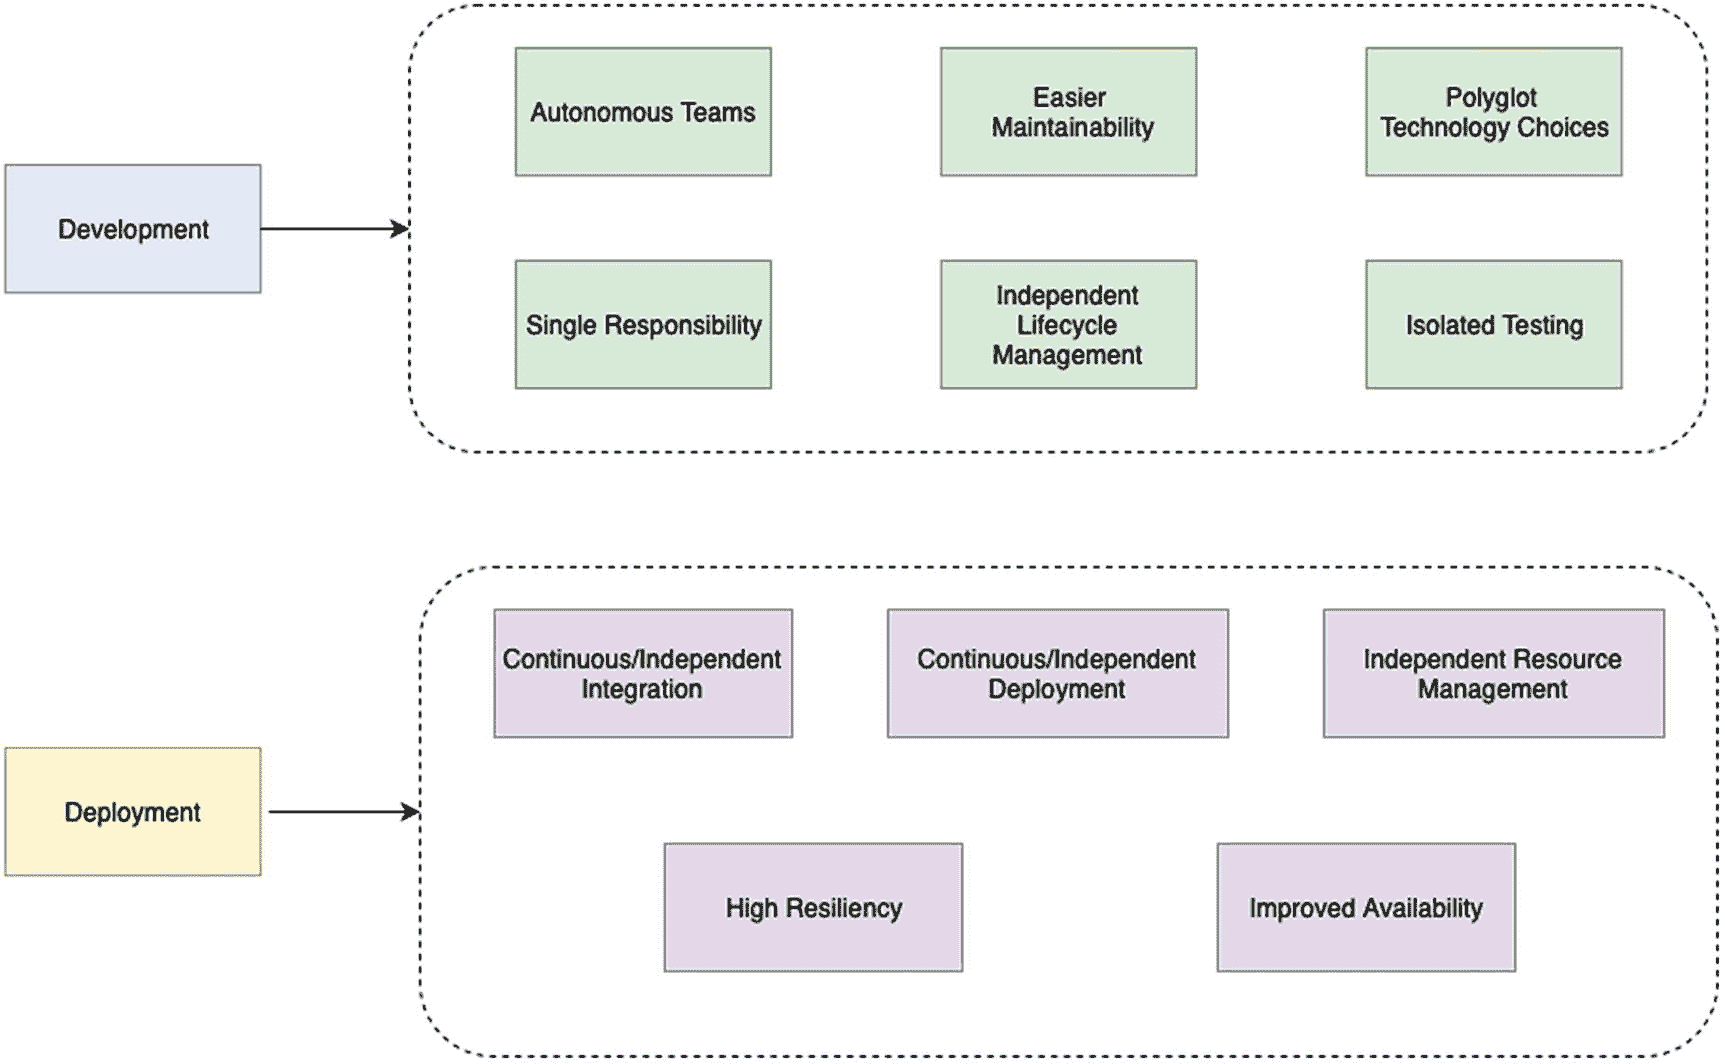 Development
Autonomous Teams
Easier
Maintainability
Polyglot
Technology Choices
Single Responsibility
Independent
Lifecycle
Management
Isolated Testing
Deployment
Continuous/Independent
Integration
Continuous/Independent
Deployment
Independent Resource
Management
High Resiliency
Improved Availability